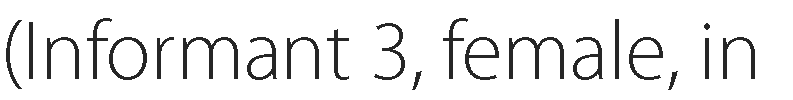 (Informant 3, female, in